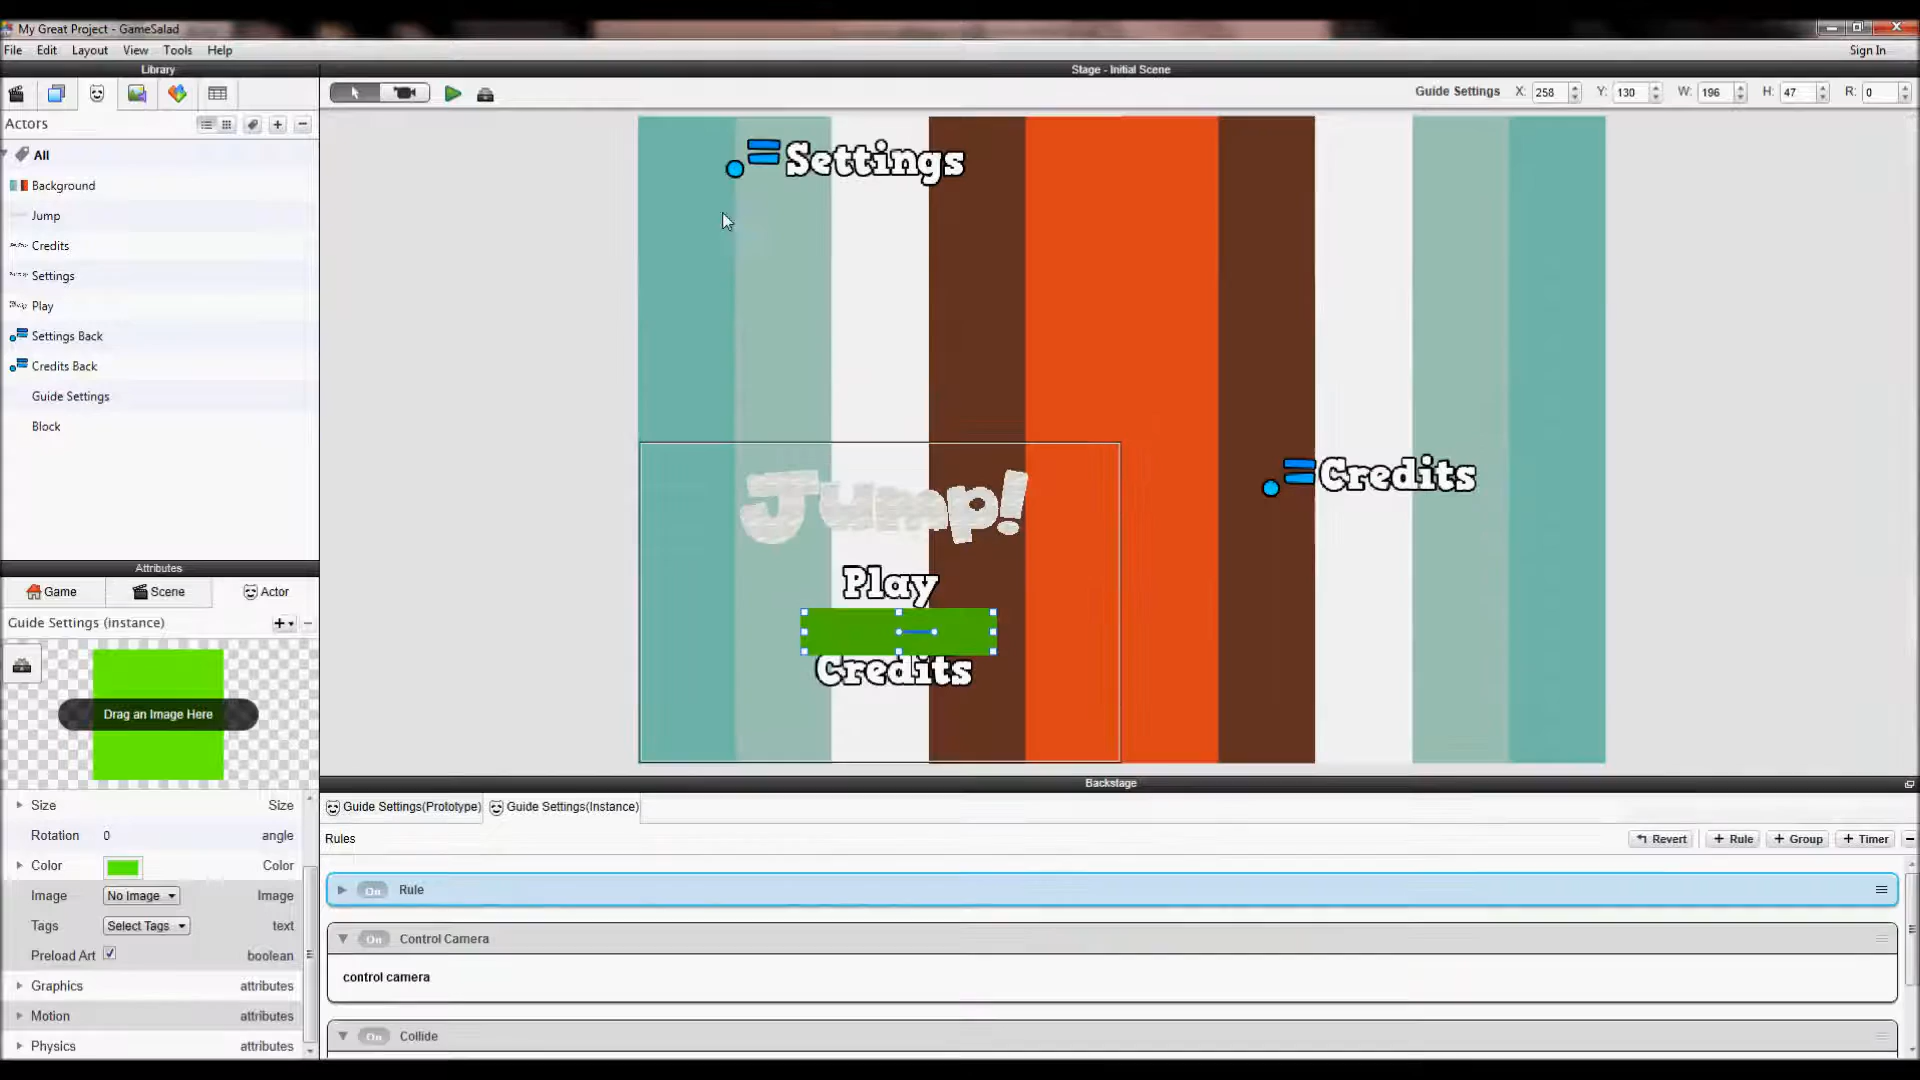 My Great Project - GameSalad
File Edit Layout View Tools Help Sign In
Library
Stage - Initial Scene
Guide Settings X: 258 Y: 130 W: 196 H: 47 R: 0
Actors
All
Background
Jump
Credits
Settings
Play
Settings Back
Credits Back
Guide Settings
Block
Settings
Credits
Jump!
Play
Credits
Attributes
Game Scene Actor
Guide Settings (instance)
Drag an Image Here
Size Size
Rotation 0 angle
Color Color
Image No Image Image
Tags Select Tags text
Preload Art boolean
Graphics attributes
Motion attributes
Physics attributes
Backstage
Guide Settings(Prototype) Guide Settings(Instance)
Rules Revert + Rule + Group + Timer
On Rule
On Control Camera
control camera
On Collide